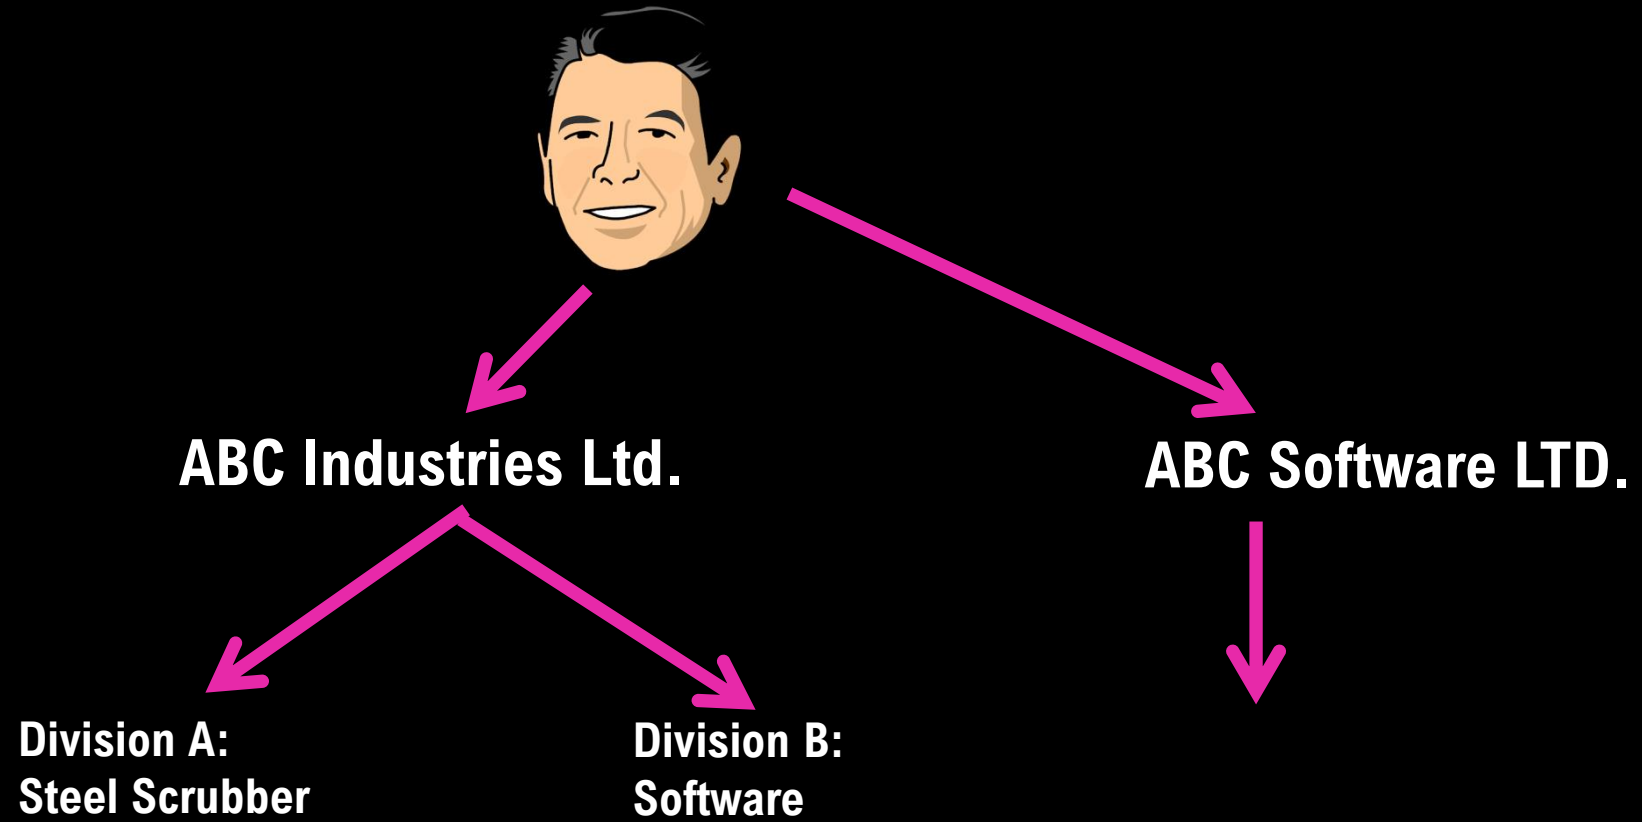 ABC Industries Ltd.
ABC Software LTD.
Division A:
Steel Scrubber
Division B:
Software